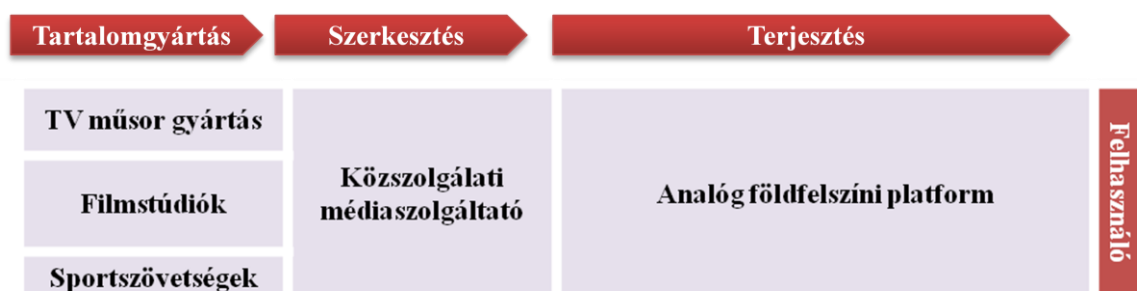 Tartalomgyártás
Szerkesztés
Terjesztés
TV műsor gyártás
Filmstúdiók
Sportszövetségek
Közszolgálati
médiaszolgáltató
Analóg földfelszíni platform
Felhasználó